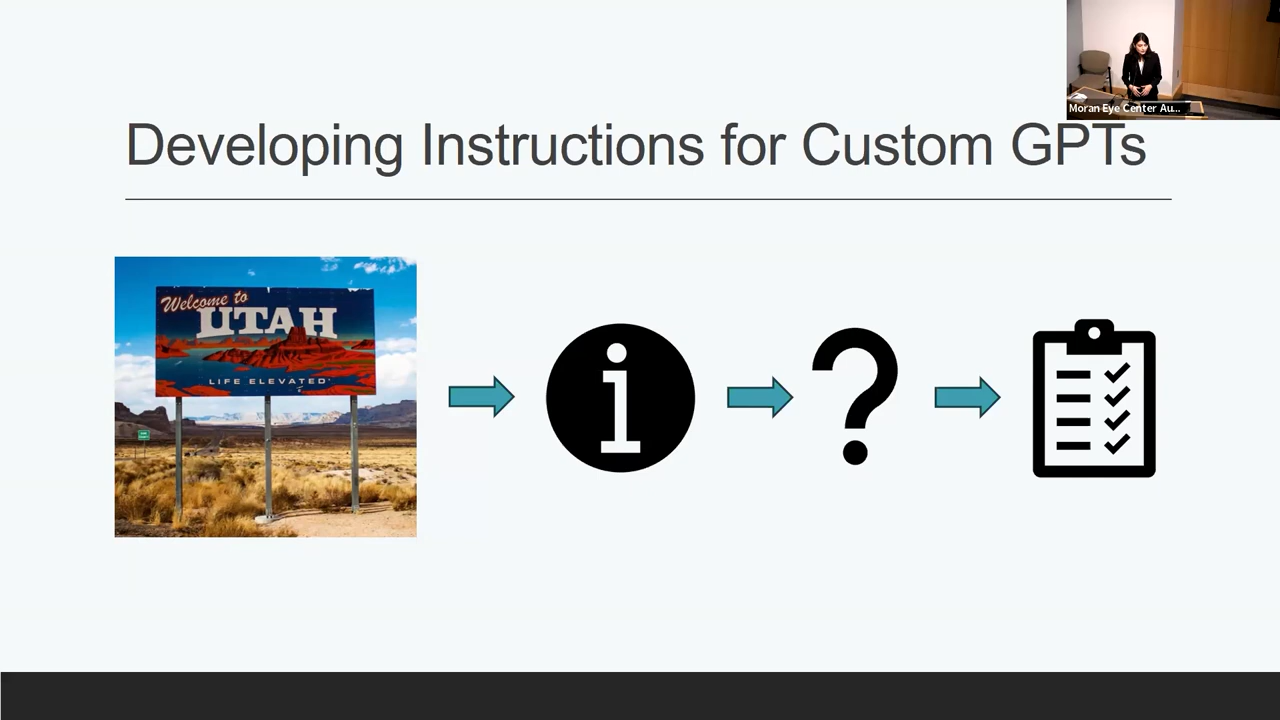 Moran Eye Center Au...
Developing Instructions for Custom GPTs
Welcome to
UTAH
LIFE ELEVATED
i
?